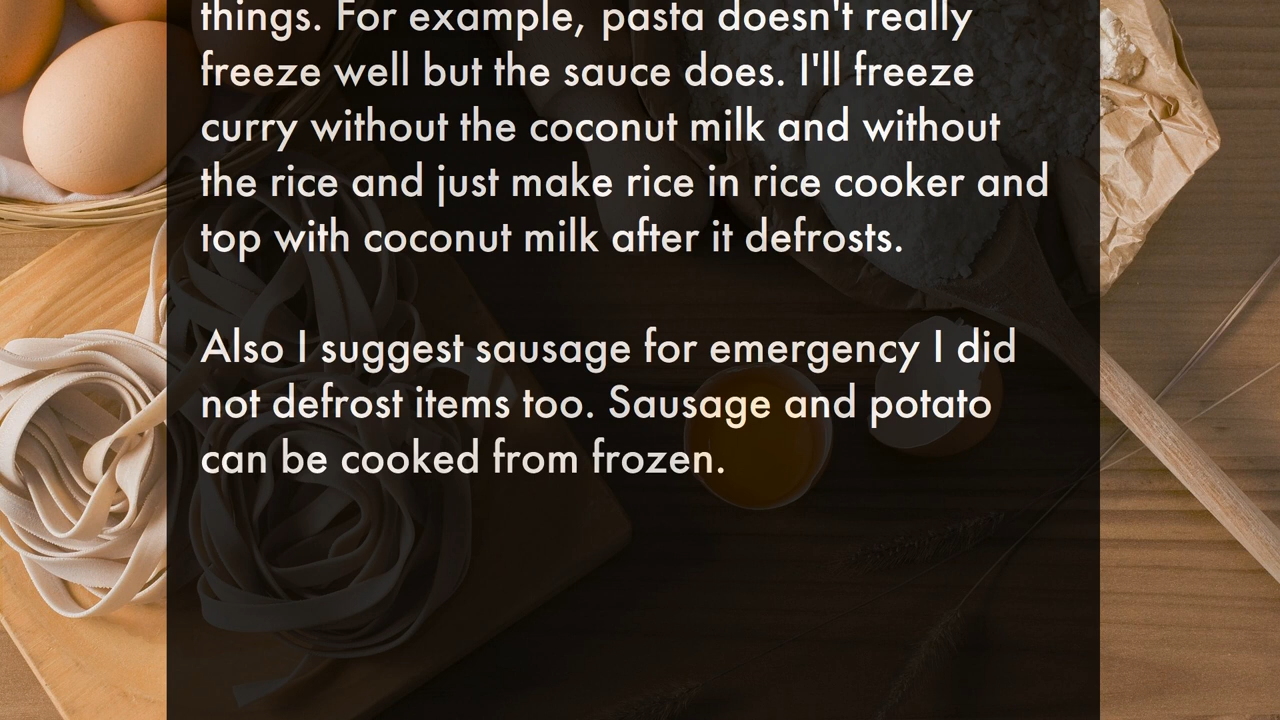 things. For example, pasta doesn't really
freeze well but the sauce does. I'll freeze
curry without the coconut milk and without
the rice and just make rice in rice cooker and
top with coconut milk after it defrosts.
Also I suggest sausage for emergency I did
not defrost items too. Sausage and potato
can be cooked from frozen.